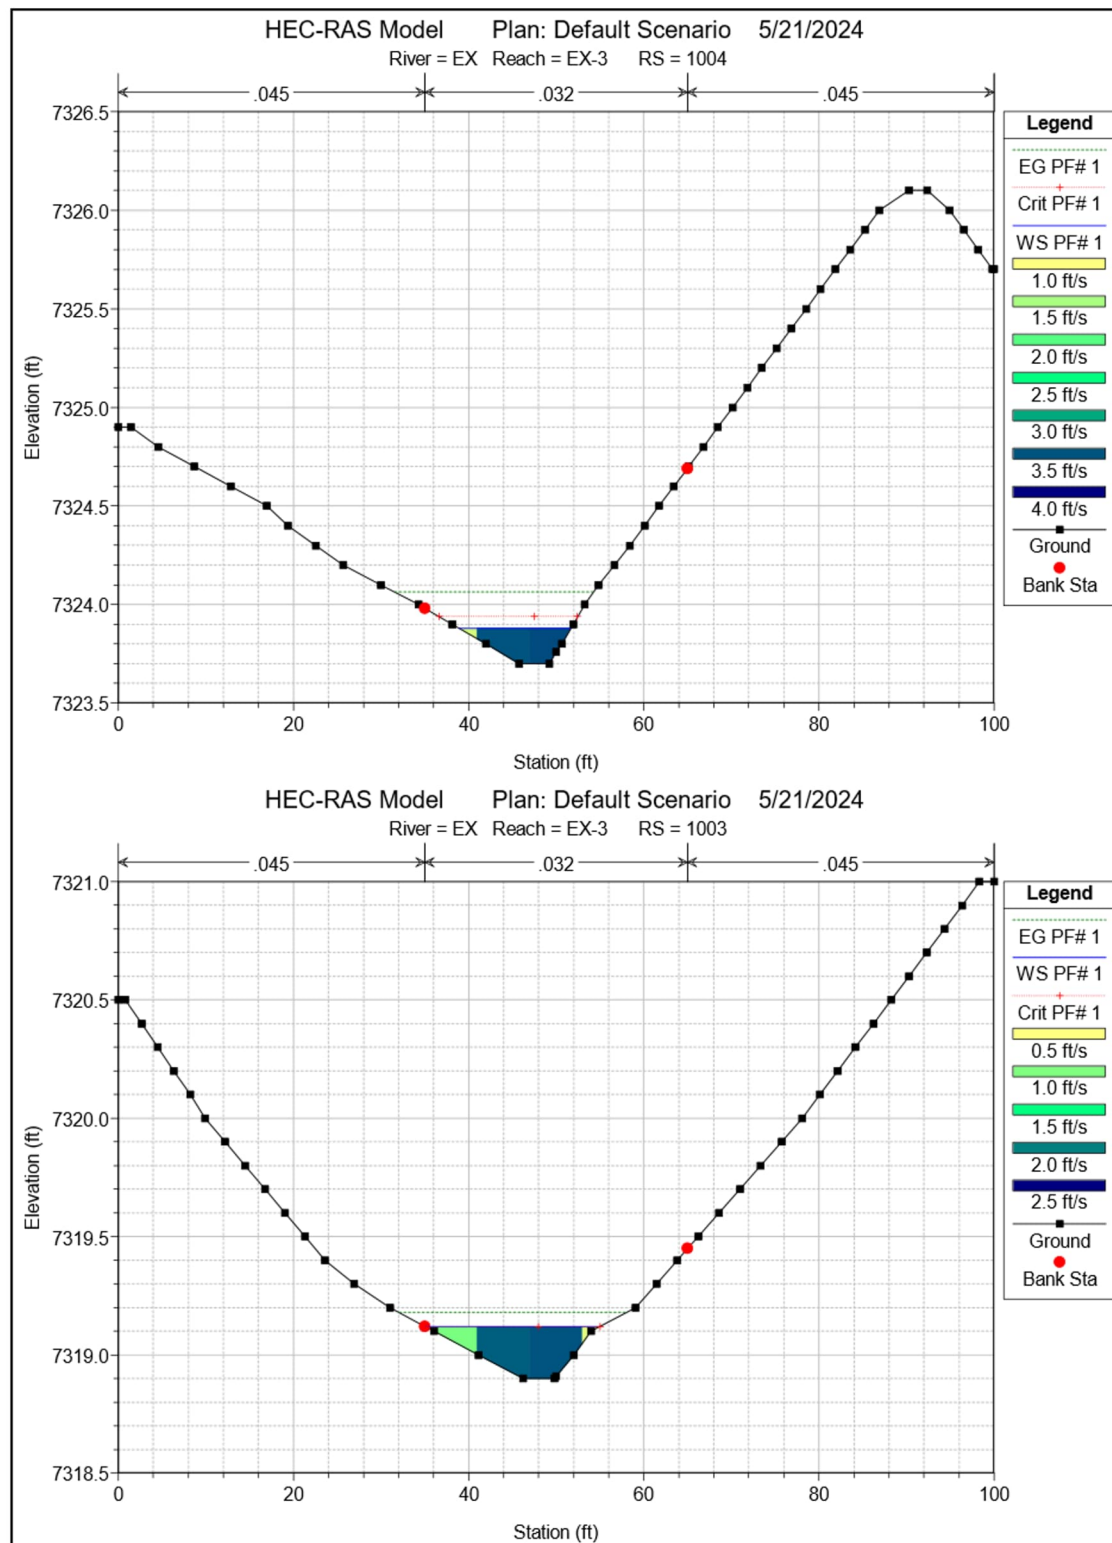 HEC-RAS Model Plan: Default Scenario 5/21/2024
River = EX Reach = EX-3 RS = 1004
.045 .032 .045
7326.5
7326.0
7325.5
7325.0
7324.5
7324.0
7323.5
Elevation (ft)
0 20 40 60 80 100
Station (ft)
Legend
EG PF# 1
Crit PF# 1
WS PF# 1
1.0 ft/s
1.5 ft/s
2.0 ft/s
2.5 ft/s
3.0 ft/s
3.5 ft/s
4.0 ft/s
Ground
Bank Sta
HEC-RAS Model Plan: Default Scenario 5/21/2024
River = EX Reach = EX-3 RS = 1003
.045 .032 .045
7321.0
7320.5
7320.0
7319.5
7319.0
7318.5
Elevation (ft)
0 20 40 60 80 100
Station (ft)
Legend
EG PF# 1
WS PF# 1
Crit PF# 1
0.5 ft/s
1.0 ft/s
1.5 ft/s
2.0 ft/s
2.5 ft/s
Ground
Bank Sta